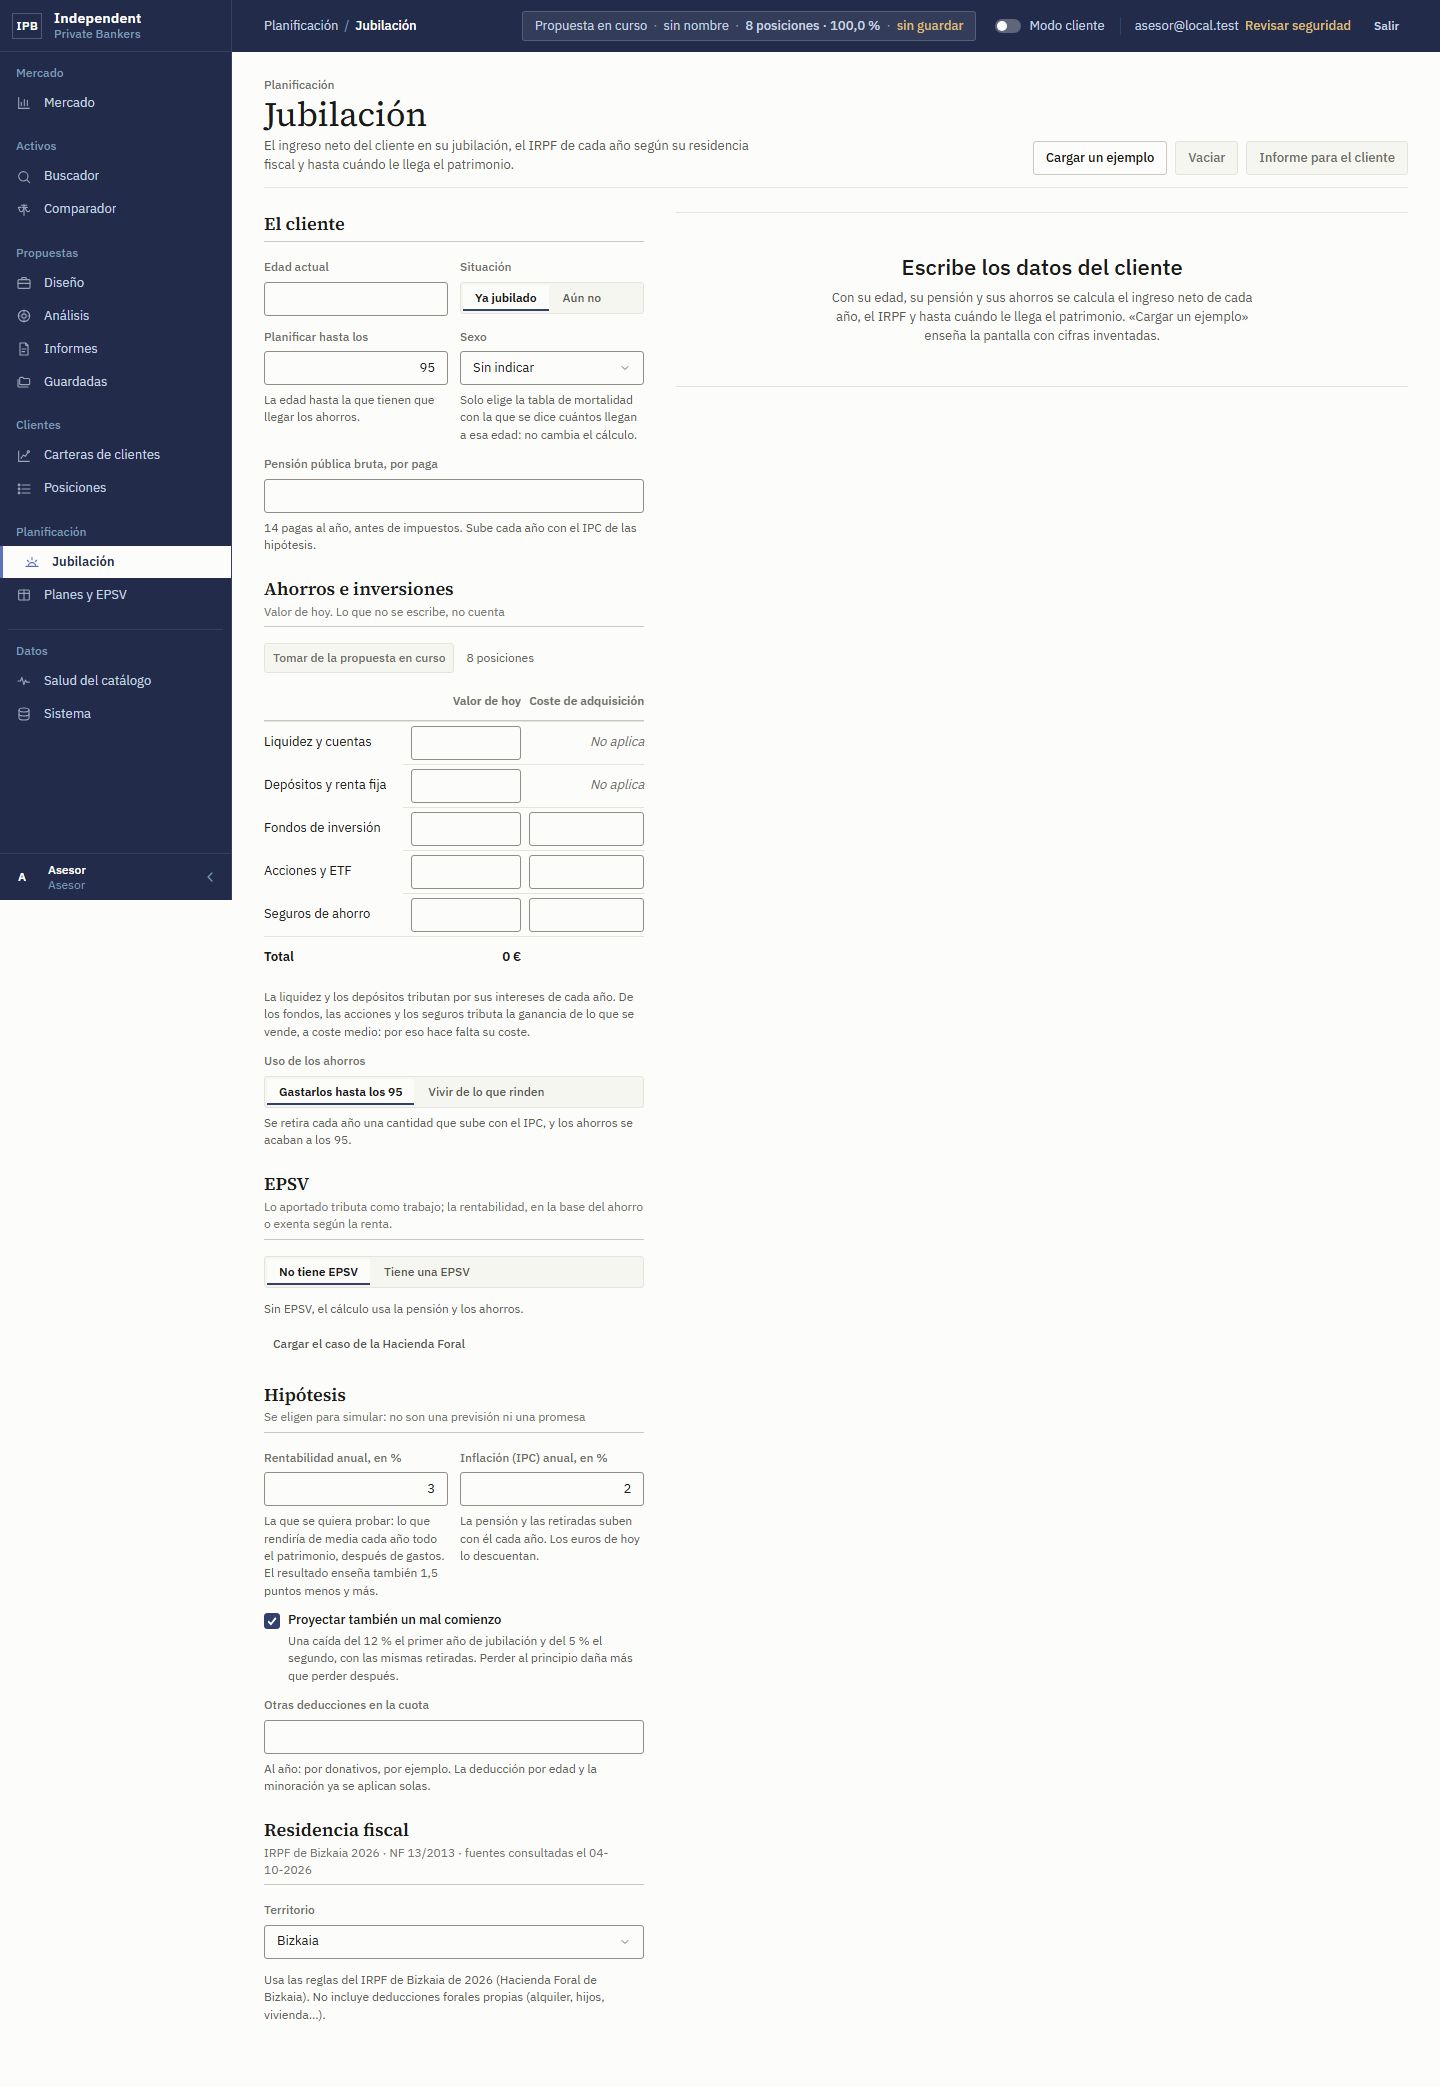 IPB
Independent
Private Bankers
Planificación / Jubilación
Propuesta en curso · sin nombre · 8 posiciones · 100,0 % · sin guardar
Modo cliente
asesor@local.test
Revisar seguridad
Salir
Mercado
Mercado
Activos
Buscador
Comparador
Propuestas
Diseño
Análisis
Informes
Guardadas
Clientes
Carteras de clientes
Posiciones
Planificación
Jubilación
Planes y EPSV
Datos
Salud del catálogo
Sistema
A
Asesor
Asesor
Planificación
Jubilación
El ingreso neto del cliente en su jubilación, el IRPF de cada año según su residencia
fiscal y hasta cuándo le llega el patrimonio.
Cargar un ejemplo
Vaciar
Informe para el cliente
El cliente
Edad actual
Situación
Ya jubilado
Aún no
Planificar hasta los
Sexo
95
Sin indicar
La edad hasta la que tienen que
llegar los ahorros.
Solo elige la tabla de mortalidad
con la que se dice cuántos llegan
a esa edad: no cambia el cálculo.
Pensión pública bruta, por paga
14 pagas al año, antes de impuestos. Sube cada año con el IPC de las
hipótesis.
Ahorros e inversiones
Valor de hoy. Lo que no se escribe, no cuenta
Tomar de la propuesta en curso
8 posiciones
Valor de hoy
Coste de adquisición
Liquidez y cuentas
No aplica
Depósitos y renta fija
No aplica
Fondos de inversión
Acciones y ETF
Seguros de ahorro
Total
0 €
La liquidez y los depósitos tributan por sus intereses de cada año. De
los fondos, las acciones y los seguros tributa la ganancia de lo que se
vende, a coste medio: por eso hace falta su coste.
Uso de los ahorros
Gastarlos hasta los 95
Vivir de lo que rinden
Se retira cada año una cantidad que sube con el IPC, y los ahorros se
acaban a los 95.
EPSV
Lo aportado tributa como trabajo; la rentabilidad, en la base del ahorro
o exenta según la renta.
No tiene EPSV
Tiene una EPSV
Sin EPSV, el cálculo usa la pensión y los ahorros.
Cargar el caso de la Hacienda Foral
Hipótesis
Se eligen para simular: no son una previsión ni una promesa
Rentabilidad anual, en %
Inflación (IPC) anual, en %
3
2
La que se quiera probar: lo que
rendiría de media cada año todo
el patrimonio, después de gastos.
El resultado enseña también 1,5
puntos menos y más.
La pensión y las retiradas suben
con él cada año. Los euros de hoy
lo descuentan.
Proyectar también un mal comienzo
Una caída del 12 % el primer año de jubilación y del 5 % el
segundo, con las mismas retiradas. Perder al principio daña más
que perder después.
Otras deducciones en la cuota
Al año: por donativos, por ejemplo. La deducción por edad y la
minoración ya se aplican solas.
Residencia fiscal
IRPF de Bizkaia 2026 · NF 13/2013 · fuentes consultadas el 04-
10-2026
Territorio
Bizkaia
Usa las reglas del IRPF de Bizkaia de 2026 (Hacienda Foral de
Bizkaia). No incluye deducciones forales propias (alquiler, hijos,
vivienda…).
Escribe los datos del cliente
Con su edad, su pensión y sus ahorros se calcula el ingreso neto de cada
año, el IRPF y hasta cuándo le llega el patrimonio. «Cargar un ejemplo»
enseña la pantalla con cifras inventadas.